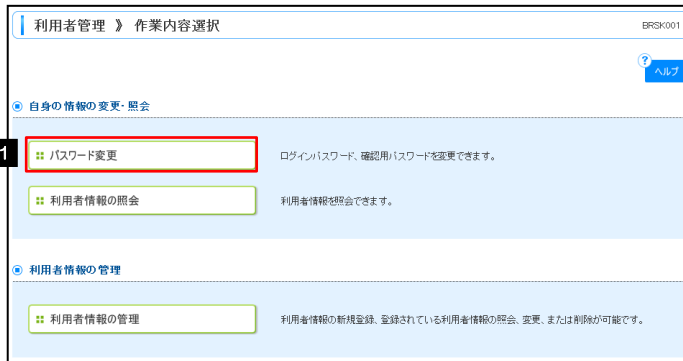 利用者管理 》 作業内容選択
BRSK001
?
ヘルプ
自身の情報の変更・照会
1
パスワード変更
ログインパスワード、確認用パスワードを変更できます。
利用者情報の照会
利用者情報を照会できます。
利用者情報の管理
利用者情報の管理
利用者情報の新規登録、登録されている利用者情報の照会、変更、または削除が可能です。